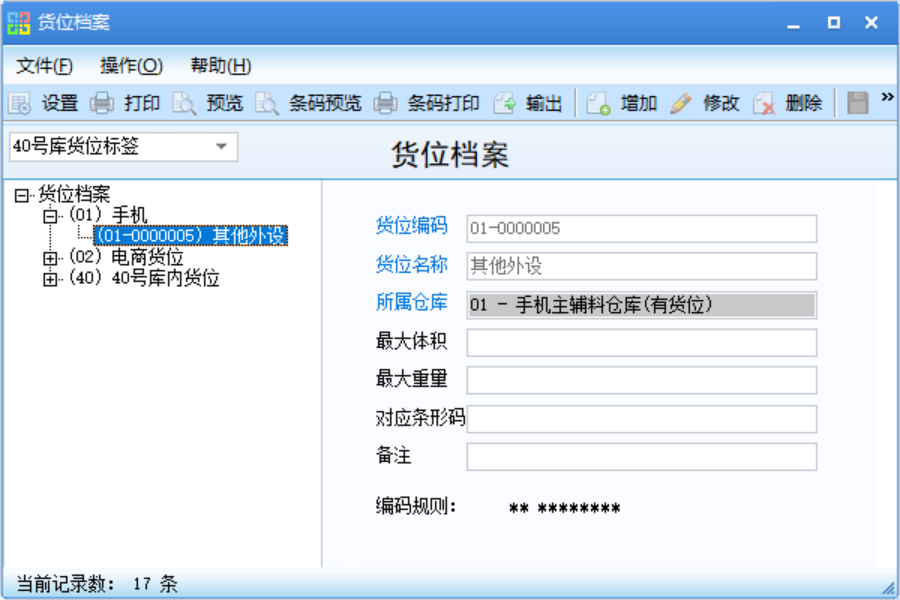 货位档案
文件(F) 操作(O) 帮助(H)
设置 打印 预览 条码预览 条码打印 输出 增加 修改 删除 »
40号库货位标签
货位档案
货位档案
(01) 手机
(01-0000005) 其他外设
(02) 电商货位
(40) 40号库内货位
货位编码 01-0000005
货位名称 其他外设
所属仓库 01 - 手机主辅料仓库(有货位)
最大体积
最大重量
对应条形码
备注
编码规则: ** ********
当前记录数: 17 条